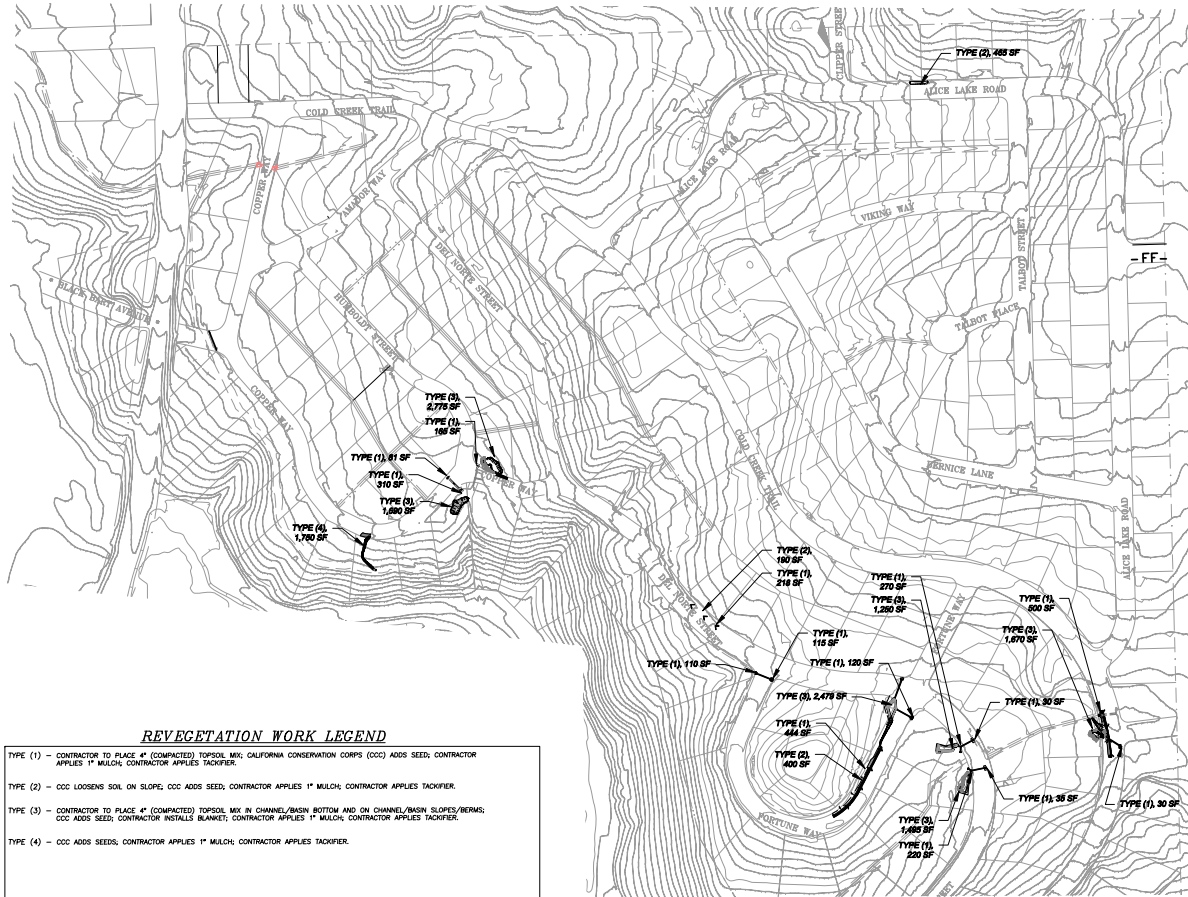 CLIPPER STREET
TYPE (2), 465 SF
ALICE LAKE ROAD
COLD CREEK TRAIL
COPPER WAY
AMADOR WAY
ALICE LAKE ROAD
VIKING WAY
TALBOT STREET
-FF-
DEL NORTE STREET
BLACK BART AVENUE
HUMBOLDT STREET
TALBOT PLACE
COPPER WAY
TYPE (3),
2,775 SF
TYPE (1),
165 SF
COLD CREEK TRAIL
TYPE (1), 81 SF
TYPE (1),
310 SF
COPPER WAY
BERNICE LANE
TYPE (3),
1,690 SF
TYPE (4),
1,760 SF
ALICE LAKE ROAD
TYPE (2),
190 SF
TYPE (1),
218 SF
DEL NORTE STREET
TYPE (1),
270 SF
TYPE (3),
1,250 SF
FORTUNE WAY
TYPE (1),
500 SF
TYPE (3),
1,670 SF
TYPE (1),
115 SF
TYPE (1), 110 SF
TYPE (1), 120 SF
TYPE (3), 2,478 SF
TYPE (1), 30 SF
TYPE (1),
444 SF
TYPE (2),
400 SF
TYPE (1), 35 SF
TYPE (1), 30 SF
FORTUNE WAY
TYPE (3),
1,495 SF
TYPE (1),
220 SF
REVEGETATION WORK LEGEND
TYPE (1) – CONTRACTOR TO PLACE 4" (COMPACTED) TOPSOIL MIX; CALIFORNIA CONSERVATION CORPS (CCC) ADDS SEED; CONTRACTOR
APPLIES 1" MULCH; CONTRACTOR APPLIES TACKIFIER.
TYPE (2) – CCC LOOSENS SOIL ON SLOPE; CCC ADDS SEED; CONTRACTOR APPLIES 1" MULCH; CONTRACTOR APPLIES TACKIFIER.
TYPE (3) – CONTRACTOR TO PLACE 4" (COMPACTED) TOPSOIL MIX IN CHANNEL/BASIN BOTTOM AND ON CHANNEL/BASIN SLOPES/BERMS;
CCC ADDS SEED; CONTRACTOR INSTALLS BLANKET; CONTRACTOR APPLIES 1" MULCH; CONTRACTOR APPLIES TACKIFIER.
TYPE (4) – CCC ADDS SEEDS; CONTRACTOR APPLIES 1" MULCH; CONTRACTOR APPLIES TACKIFIER.